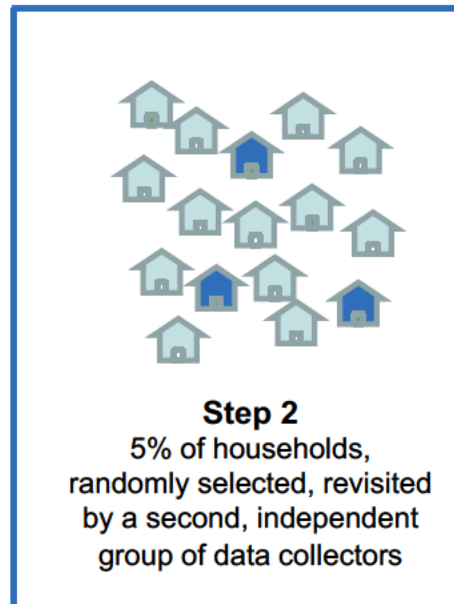 Step 2
5% of households,
randomly selected, revisited
by a second, independent
group of data collectors